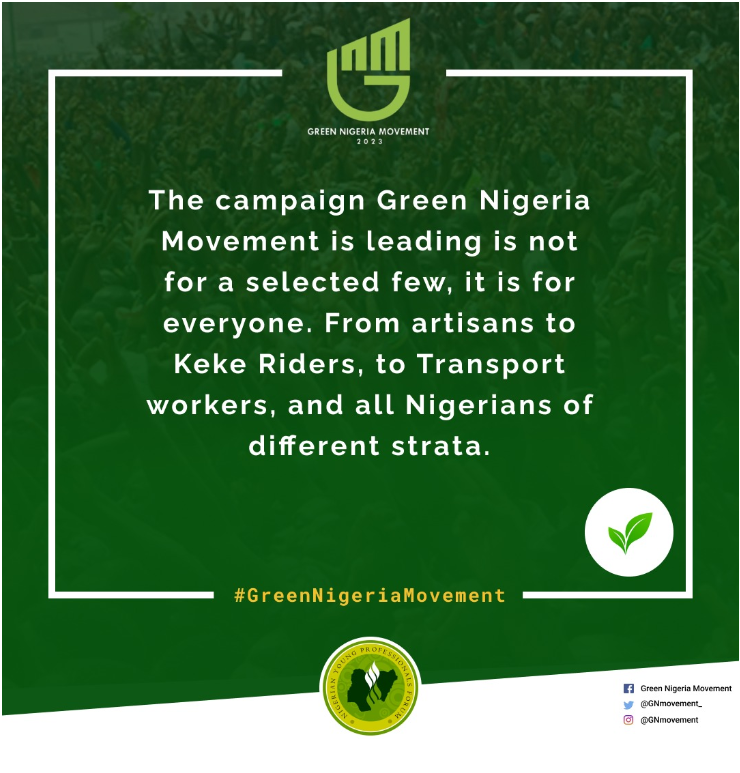 GNM
GREEN NIGERIA MOVEMENT
2023
The campaign Green Nigeria
Movement is leading is not
for a selected few, it is for
everyone. From artisans to
Keke Riders, to Transport
workers, and all Nigerians of
different strata.
#GreenNigeriaMovement
NIGERIAN YOUNG PROFESSIONALS FORUM
Green Nigeria Movement
@GNmovement_
@GNmovement